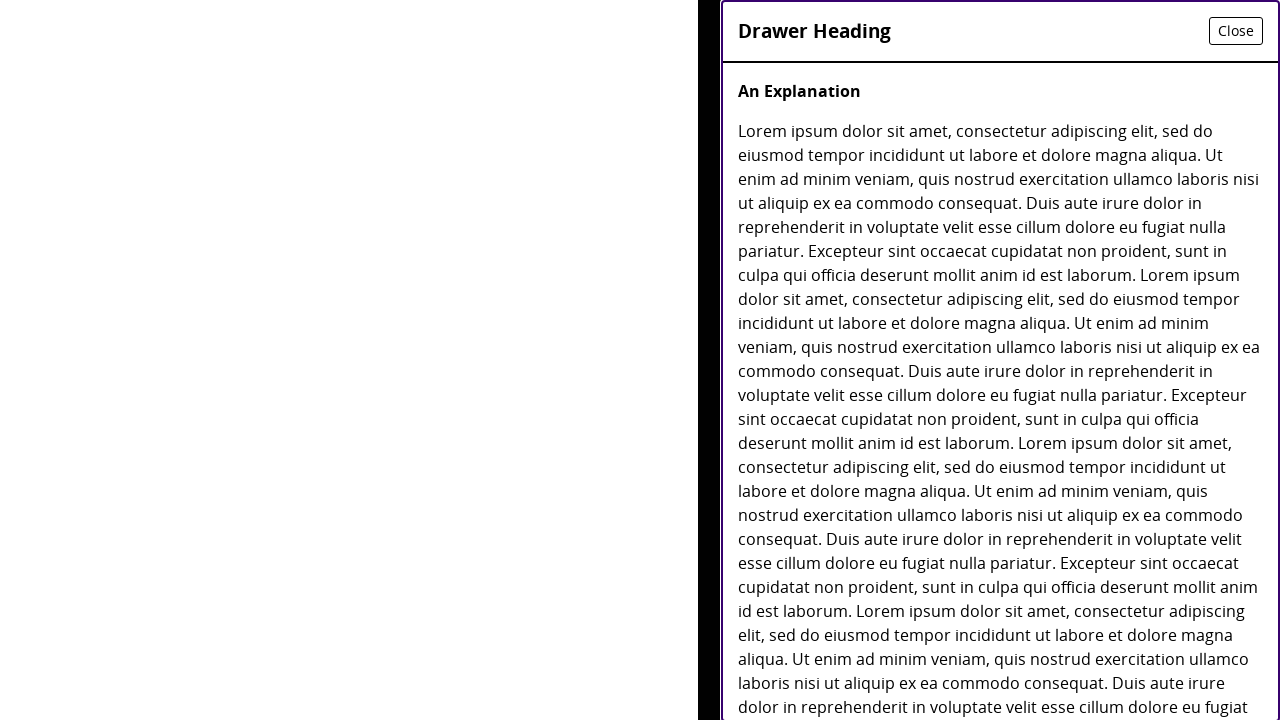 Drawer Heading
Close
An Explanation
Lorem ipsum dolor sit amet, consectetur adipiscing elit, sed do
eiusmod tempor incididunt ut labore et dolore magna aliqua. Ut
enim ad minim veniam, quis nostrud exercitation ullamco laboris nisi
ut aliquip ex ea commodo consequat. Duis aute irure dolor in
reprehenderit in voluptate velit esse cillum dolore eu fugiat nulla
pariatur. Excepteur sint occaecat cupidatat non proident, sunt in
culpa qui officia deserunt mollit anim id est laborum. Lorem ipsum
dolor sit amet, consectetur adipiscing elit, sed do eiusmod tempor
incididunt ut labore et dolore magna aliqua. Ut enim ad minim
veniam, quis nostrud exercitation ullamco laboris nisi ut aliquip ex ea
commodo consequat. Duis aute irure dolor in reprehenderit in
voluptate velit esse cillum dolore eu fugiat nulla pariatur. Excepteur
sint occaecat cupidatat non proident, sunt in culpa qui officia
deserunt mollit anim id est laborum. Lorem ipsum dolor sit amet,
consectetur adipiscing elit, sed do eiusmod tempor incididunt ut
labore et dolore magna aliqua. Ut enim ad minim veniam, quis
nostrud exercitation ullamco laboris nisi ut aliquip ex ea commodo
consequat. Duis aute irure dolor in reprehenderit in voluptate velit
esse cillum dolore eu fugiat nulla pariatur. Excepteur sint occaecat
cupidatat non proident, sunt in culpa qui officia deserunt mollit anim
id est laborum. Lorem ipsum dolor sit amet, consectetur adipiscing
elit, sed do eiusmod tempor incididunt ut labore et dolore magna
aliqua. Ut enim ad minim veniam, quis nostrud exercitation ullamco
laboris nisi ut aliquip ex ea commodo consequat. Duis aute irure
dolor in reprehenderit in voluptate velit esse cillum dolore eu fugiat